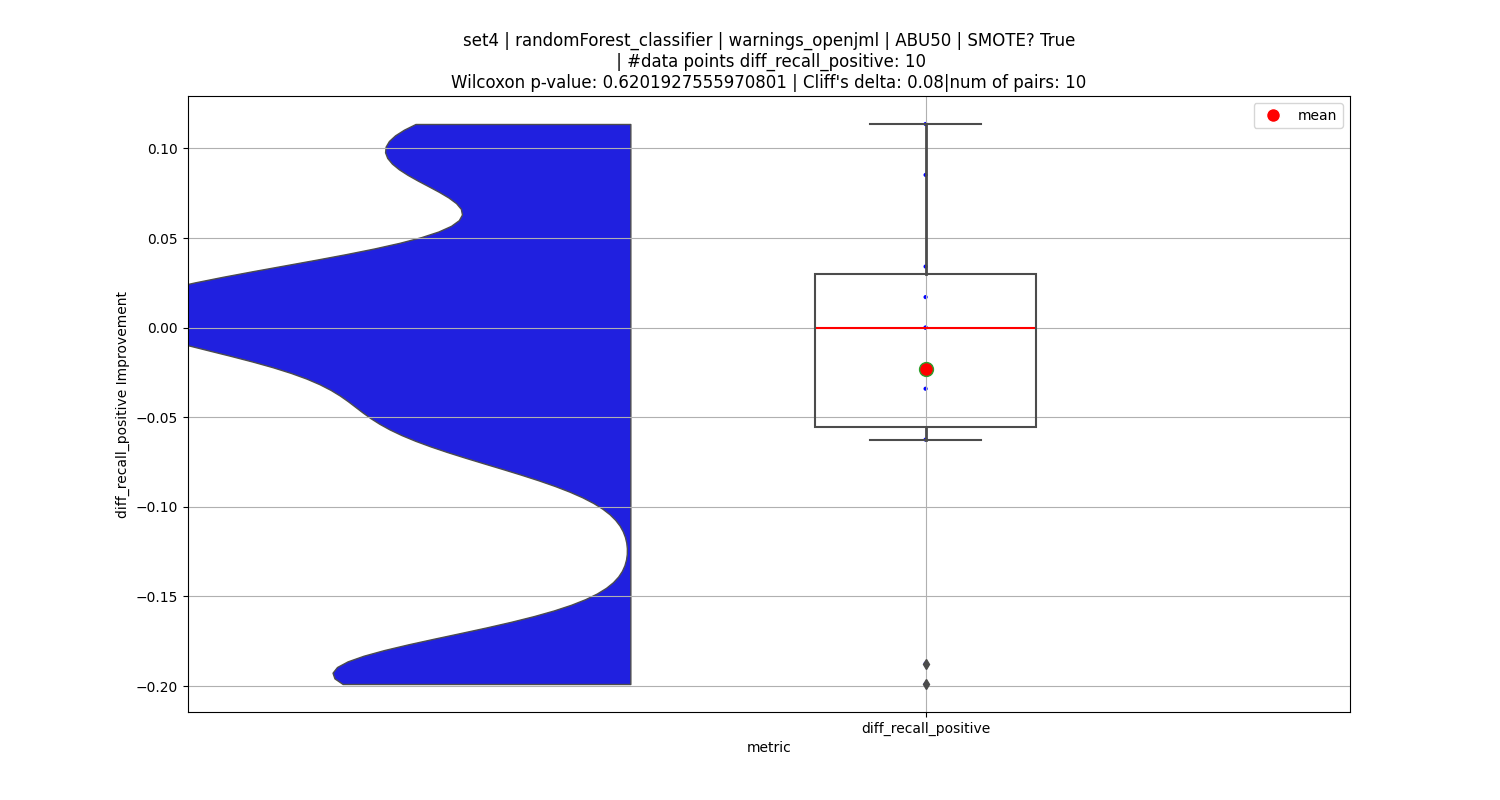 set4 | randomForest_classifier | warnings_openjml | ABU50 | SMOTE? True
| #data points diff_recall_positive: 10
Wilcoxon p-value: 0.6201927555970801 | Cliff's delta: 0.08|num of pairs: 10
mean
0.10
0.05
0.00
−0.05
−0.10
−0.15
−0.20
diff_recall_positive Improvement
diff_recall_positive
metric